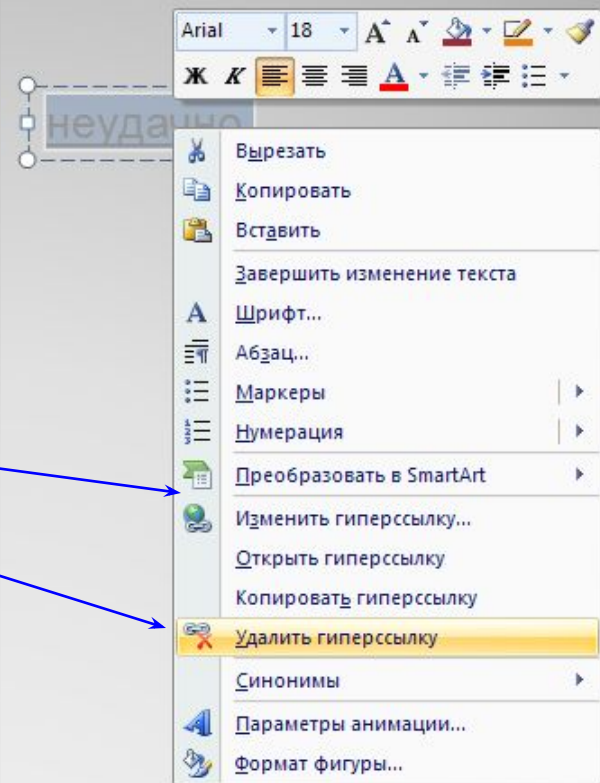 Arial 18 А А
Ж К А
неудачно
Вырезать
Копировать
Вставить
Завершить изменение текста
Шрифт...
Абзац...
Маркеры
Нумерация
Преобразовать в SmartArt
Изменить гиперссылку...
Открыть гиперссылку
Копировать гиперссылку
Удалить гиперссылку
Синонимы
Параметры анимации...
Формат фигуры...